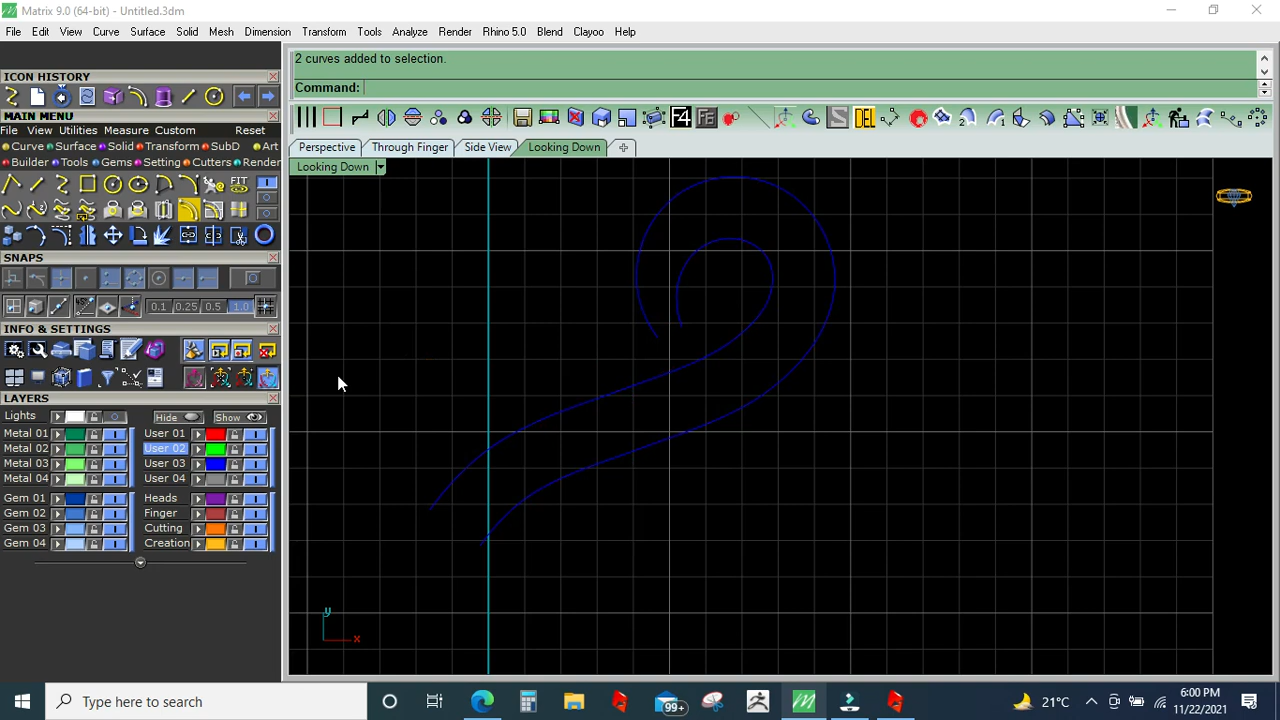 Matrix 9.0 (64-bit) - Untitled.3dm
File Edit View Curve Surface Solid Mesh Dimension Transform Tools Analyze Render Rhino 5.0 Blend Clayoo Help
2 curves added to selection.
Command:
ICON HISTORY
MAIN MENU
File View Utilities Measure Custom Reset
Curve Surface Solid Transform SubD Art
Builder Tools Gems Setting Cutters Render
FIT
F4
DEL
Perspective Through Finger Side View Looking Down
Looking Down
SNAPS
0.1 0.25 0.5 1.0
INFO & SETTINGS
LAYERS
Lights Hide Show
Metal 01 User 01
Metal 02 User 02
Metal 03 User 03
Metal 04 User 04
Gem 01 Heads
Gem 02 Finger
Gem 03 Cutting
Gem 04 Creation
y
x
Type here to search
99+
21°C
6:00 PM
11/22/2021